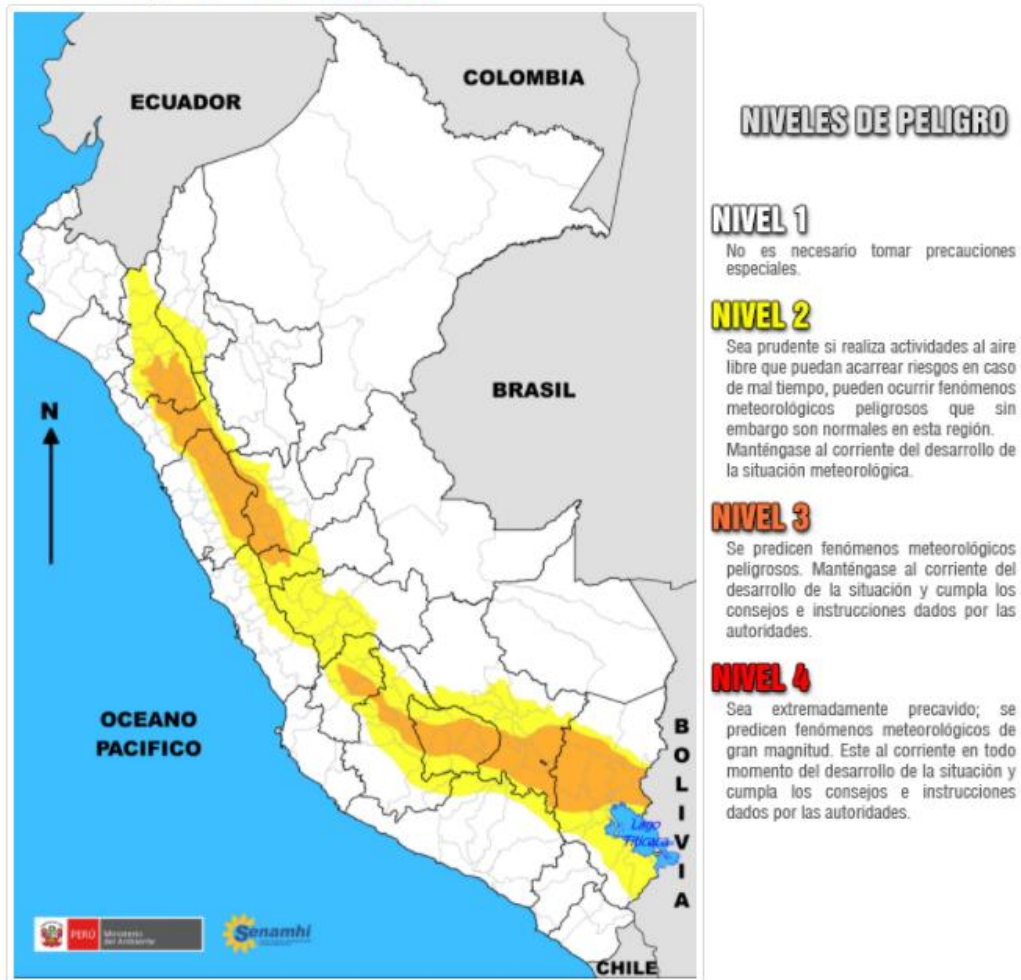 ECUADOR
COLOMBIA
BRASIL
N
OCEANO
PACIFICO
BOLIVIA
Lago
Titicaca
CHILE
PERÚ
Ministerio
del Ambiente
Senamhi
NIVELES DE PELIGRO
NIVEL 1
No es necesario tomar precauciones
especiales.
NIVEL 2
Sea prudente si realiza actividades al aire
libre que puedan acarrear riesgos en caso
de mal tiempo, pueden ocurrir fenómenos
meteorológicos peligrosos que sin
embargo son normales en esta región.
Manténgase al corriente del desarrollo de
la situación meteorológica.
NIVEL 3
Se predicen fenómenos meteorológicos
peligrosos. Manténgase al corriente del
desarrollo de la situación y cumpla los
consejos e instrucciones dados por las
autoridades.
NIVEL 4
Sea extremadamente precavido; se
predicen fenómenos meteorológicos de
gran magnitud. Este al corriente en todo
momento del desarrollo de la situación y
cumpla los consejos e instrucciones
dados por las autoridades.